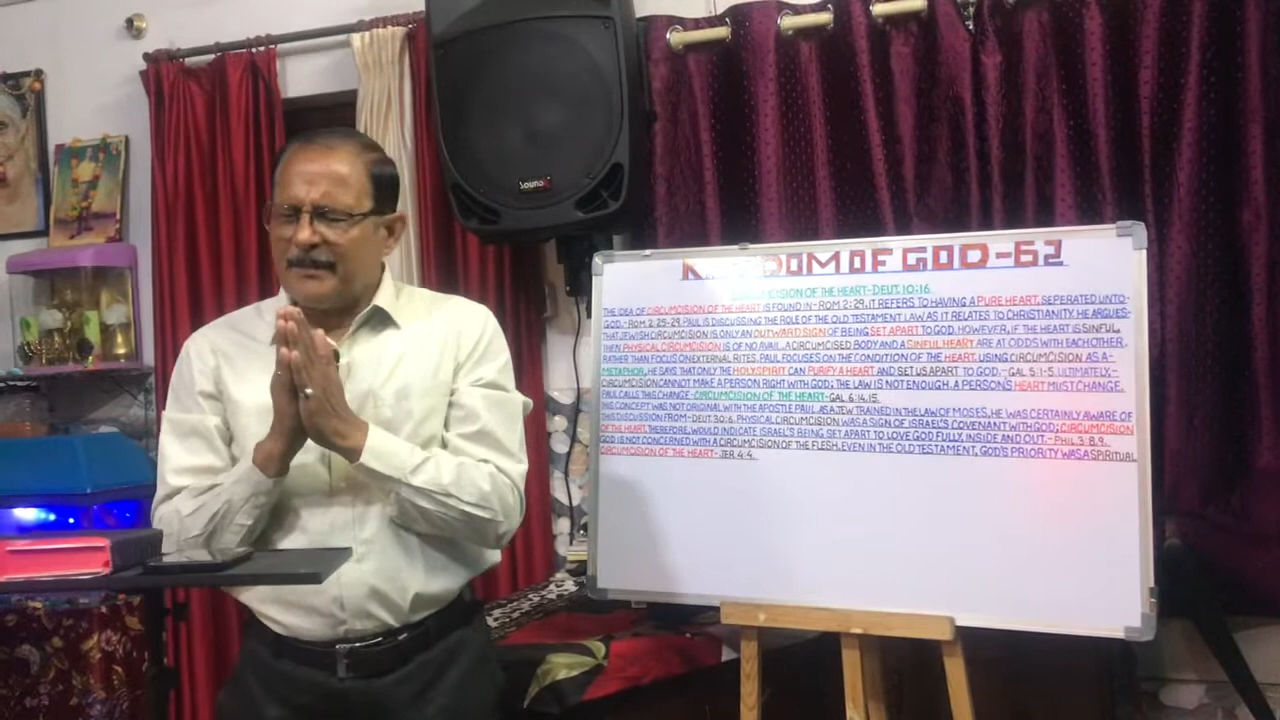 KINGDOM OF GOD-62
CISION OF THE HEART-DEUT. 10:16
THE IDEA OF CIRCUMCISION OF THE HEART IS FOUND IN - ROM 2:29. IT REFERS TO HAVING A PURE HEART, SEPERATED UNTO-
GOD.-ROM 2:25-29. PAUL IS DISCUSSING THE ROLE OF THE OLD TESTAMENT LAW AS IT RELATES TO CHRISTIANITY. HE ARGUES-
THAT JEWISH CIRCUMCISION IS ONLY AN OUTWARD SIGN OF BEING SET APART TO GOD. HOWEVER, IF THE HEART IS SINFUL,
THEN PHYSICAL CIRCUMCISION IS OF NO AVAIL. A CIRCUMCISED BODY AND A SINFUL HEART ARE AT ODDS WITH EACH OTHER.
RATHER THAN FOCUS ON EXTERNAL RITES, PAUL FOCUSES ON THE CONDITION OF THE HEART. USING CIRCUMCISION AS A-
METAPHOR, HE SAYS THAT ONLY THE HOLY SPIRIT CAN PURIFY A HEART AND SET US APART TO GOD.-GAL 5:1-5. ULTIMATELY,-
CIRCUMCISION CANNOT MAKE A PERSON RIGHT WITH GOD; THE LAW IS NOT ENOUGH. A PERSON'S HEART MUST CHANGE.
PAUL CALLS THIS CHANGE-CIRCUMCISION OF THE HEART-GAL 6:14,15.
THIS CONCEPT WAS NOT ORIGINAL WITH THE APOSTLE PAUL. AS A JEW TRAINED IN THE LAW OF MOSES, HE WAS CERTAINLY AWARE OF
THIS DISCUSSION FROM-DEUT. 30:6. PHYSICAL CIRCUMCISION WAS A SIGN OF ISRAEL'S COVENANT WITH GOD; CIRCUMCISION
OF THE HEART, THEREFORE, WOULD INDICATE ISRAEL'S BEING SET APART TO LOVE GOD FULLY, INSIDE AND OUT.-PHIL 3:8,9.
GOD IS NOT CONCERNED WITH A CIRCUMCISION OF THE FLESH. EVEN IN THE OLD TESTAMENT, GOD'S PRIORITY WAS A SPIRITUAL
CIRCUMCISION OF THE HEART-JER 4:4.